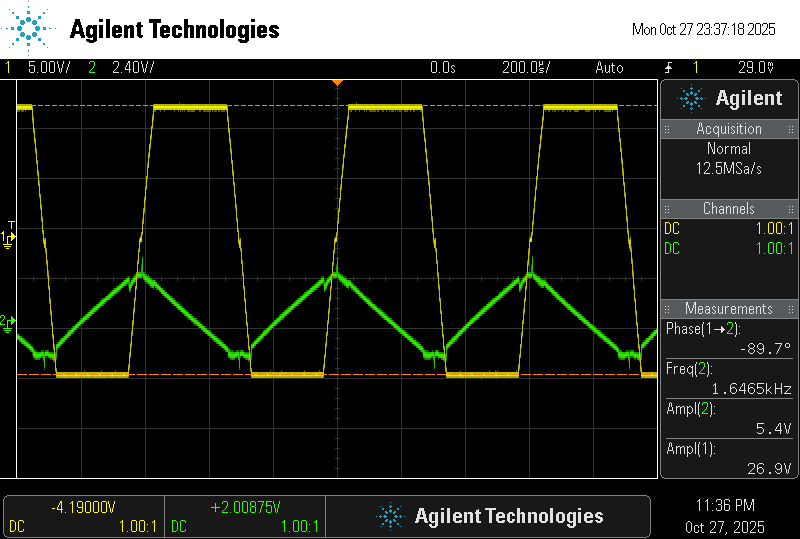 Agilent Technologies
Mon Oct 27 23:37:18 2025
1 5.00V/ 2 2.40V/ 0.0s 200.0us/ Auto 1 29.0mV
Agilent
Acquisition
Normal
12.5MSa/s
Channels
DC 1.00:1
DC 1.00:1
Measurements
Phase(1→2):
-89.7°
Freq(2):
1.6465kHz
Ampl(2):
5.4V
Ampl(1):
26.9V
T
1
2
-4.19000V
DC 1.00:1
+2.00875V
DC 1.00:1
Agilent Technologies
11:36 PM
Oct 27, 2025